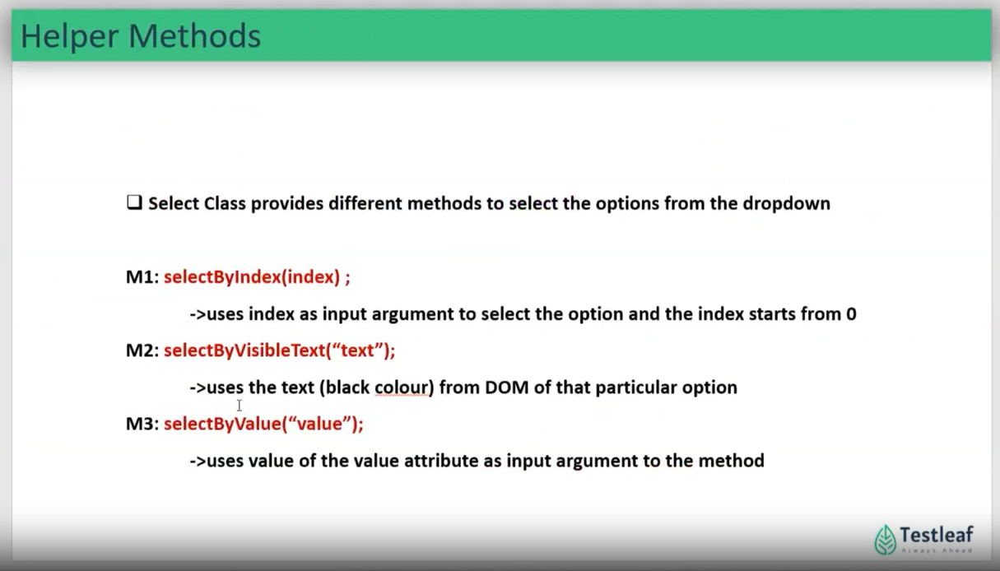 Helper Methods
❑ Select Class provides different methods to select the options from the dropdown
M1: selectByIndex(index) ;
->uses index as input argument to select the option and the index starts from 0
M2: selectByVisibleText(“text”);
->uses the text (black colour) from DOM of that particular option
M3: selectByValue(“value”);
->uses value of the value attribute as input argument to the method
Testleaf
Always Ahead